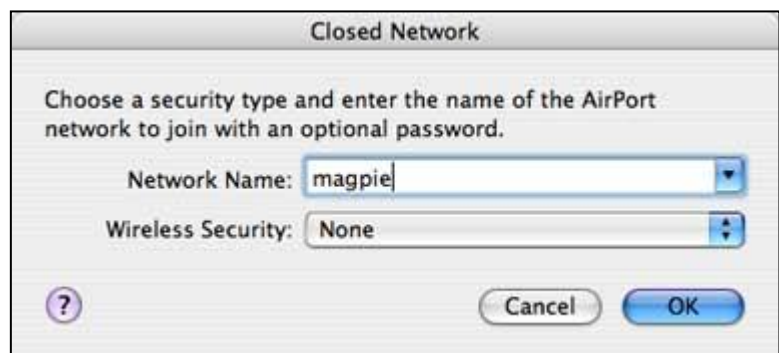 Closed Network
Choose a security type and enter the name of the AirPort
network to join with an optional password.
Network Name: magpie
Wireless Security: None
? Cancel OK